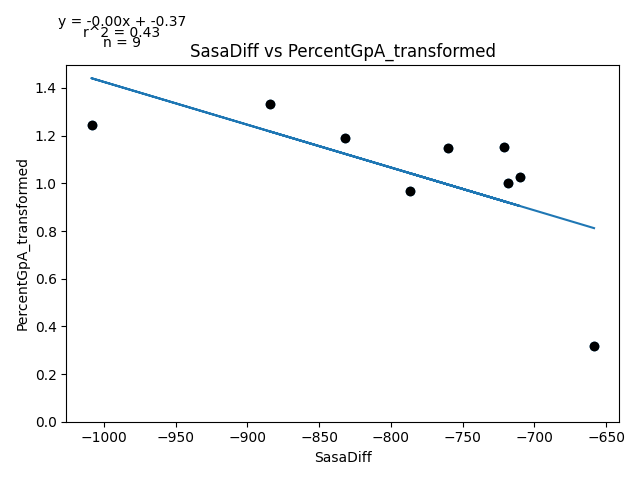 y = -0.00x + -0.37
r^2 = 0.43
n = 9
SasaDiff vs PercentGpA_transformed
PercentGpA_transformed
1.4
1.2
1.0
0.8
0.6
0.4
0.2
0.0
−1000 −950 −900 −850 −800 −750 −700 −650
SasaDiff